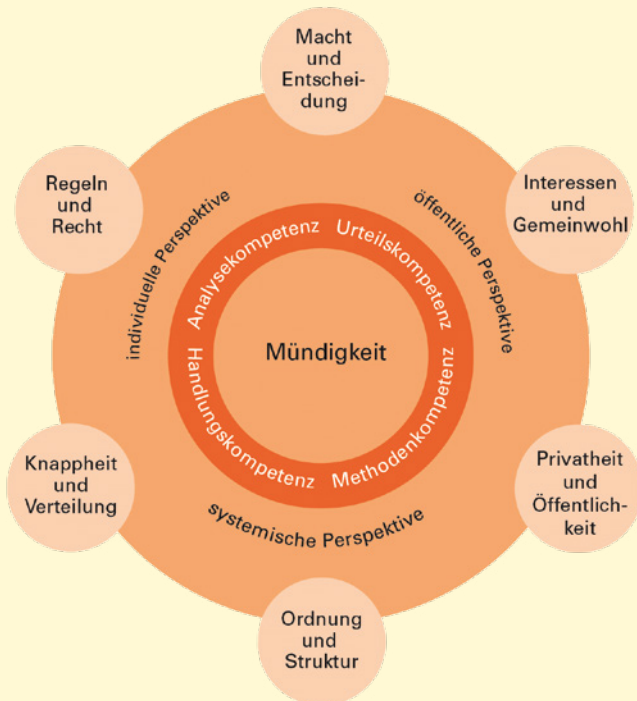 Macht
und
Entschei-
dung
Regeln
und
Recht
Interessen
und
Gemeinwohl
individuelle Perspektive
öffentliche Perspektive
Analysekompetenz
Urteilskompetenz
Mündigkeit
Handlungskompetenz
Methodenkompetenz
Knappheit
und
Verteilung
Privatheit
und
Öffentlich-
keit
systemische Perspektive
Ordnung
und
Struktur